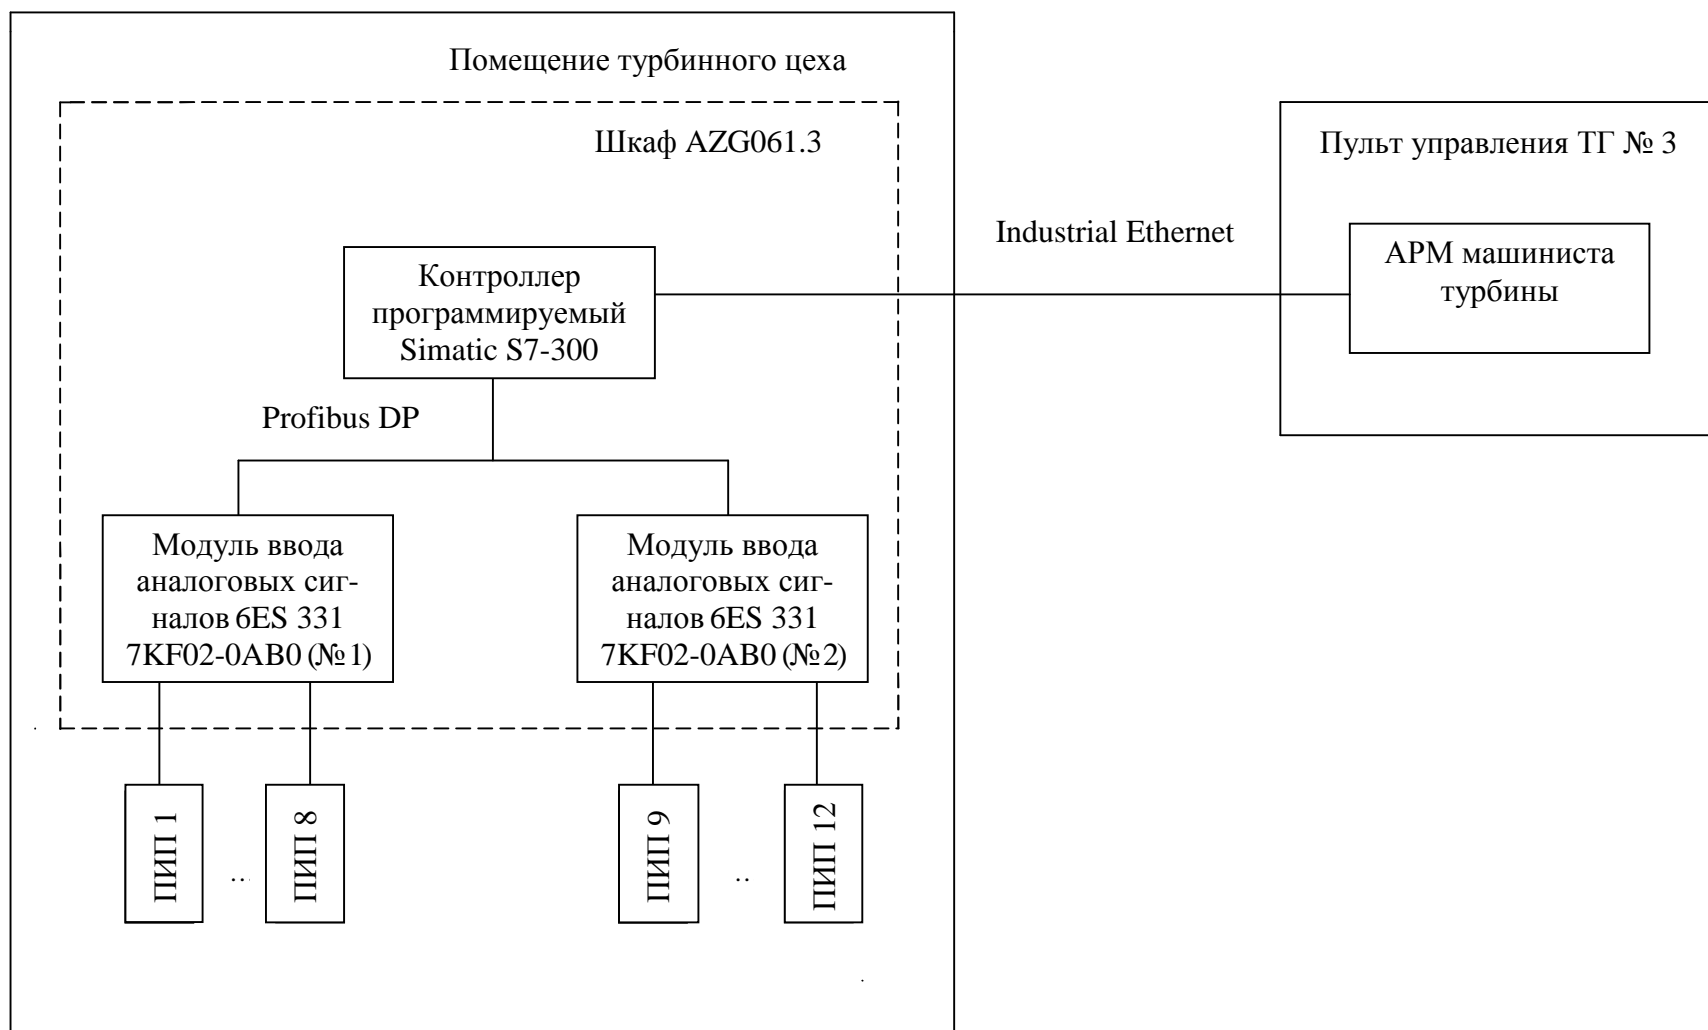 Помещение турбинного цеха
Шкаф AZG061.3
Пульт управления ТГ № 3
Industrial Ethernet
АРМ машиниста
турбины
Контроллер
программируемый
Simatic S7-300
Profibus DP
Модуль ввода
аналоговых сиг-
налов 6ES 331
7KF02-0AB0 (№1)
Модуль ввода
аналоговых сиг-
налов 6ES 331
7KF02-0AB0 (№2)
ПИП 1
...
ПИП 8
ПИП 9
..
ПИП 12